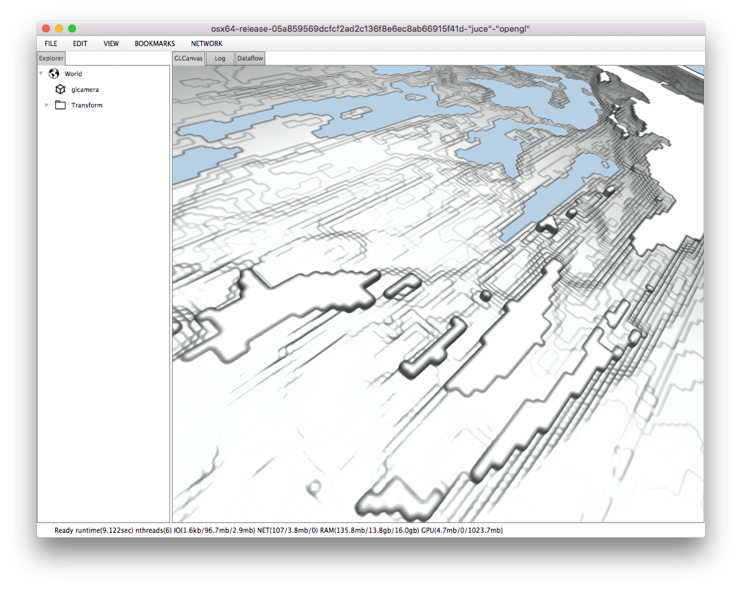 osx64-release-05a859569dcfcf2ad2c136f8e6ec8ab66915f41d-"juce"-"opengl"
FILE EDIT VIEW BOOKMARKS NETWORK
Explorer GLCanvas Log Dataflow
World
glcamera
Transform
Ready runtime(9.122sec) nthreads(6) IO(1.6kb/96.7mb/2.9mb) NET(107/3.8mb/0) RAM(135.8mb/13.8gb/16.0gb) GPU(4.7mb/0/1023.7mb)